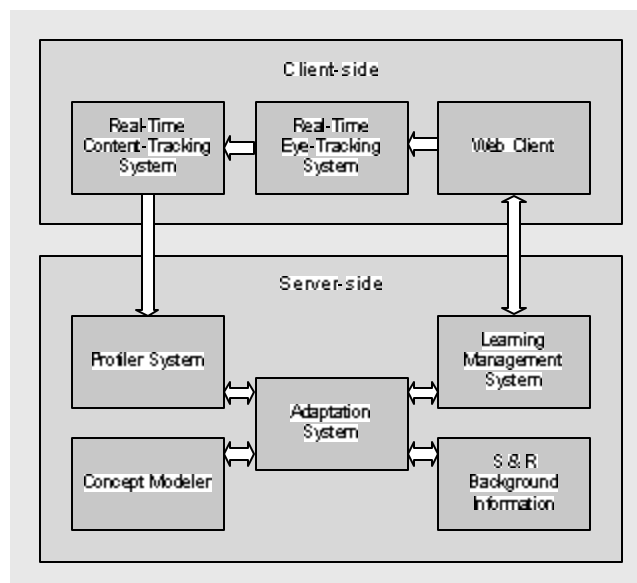 Client-side
Real-Time
Content-Tracking
System
Real-Time
Eye-Tracking
System
Web Client
Server-side
Profiler System
Learning
Management
System
Adaptation
System
Concept Modeler
S & R
Background
Information